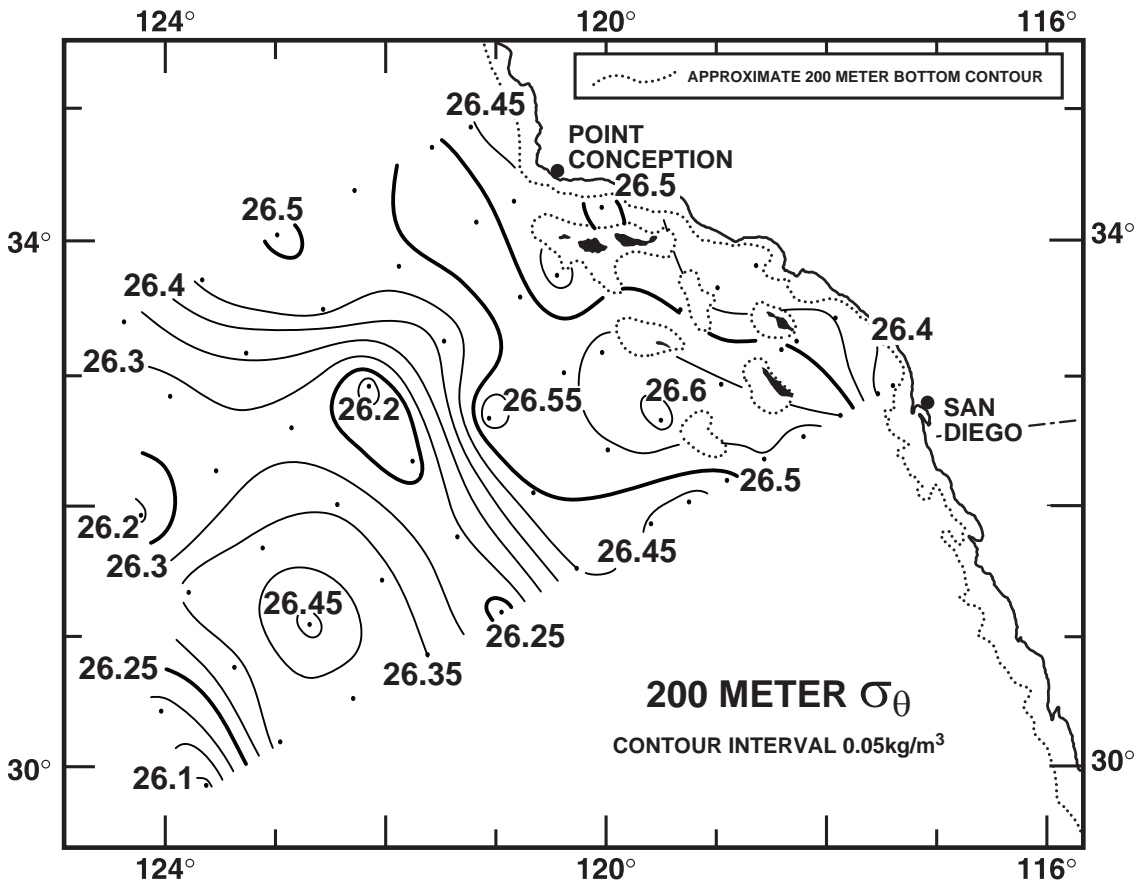 124° 120° 116°
APPROXIMATE 200 METER BOTTOM CONTOUR
26.45
POINT
CONCEPTION
26.5
26.5
34° 34°
26.4
26.4
26.3
26.6
26.55
26.2
SAN
DIEGO
26.5
26.2
26.45
26.3
26.45
26.25
26.25
26.35
200 METER σθ
CONTOUR INTERVAL 0.05kg/m³
30° 30°
26.1
124° 120° 116°